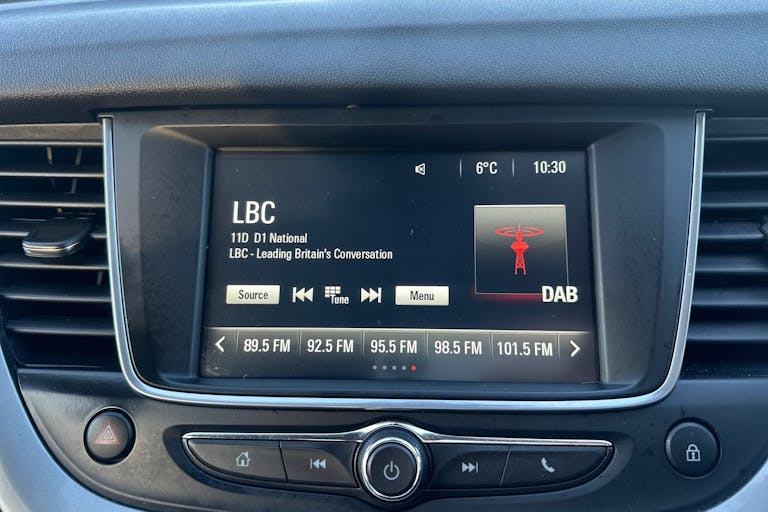 6°C 10:30
LBC
11D D1 National
LBC - Leading Britain's Conversation
DAB
Source Tune Menu
89.5 FM 92.5 FM 95.5 FM 98.5 FM 101.5 FM